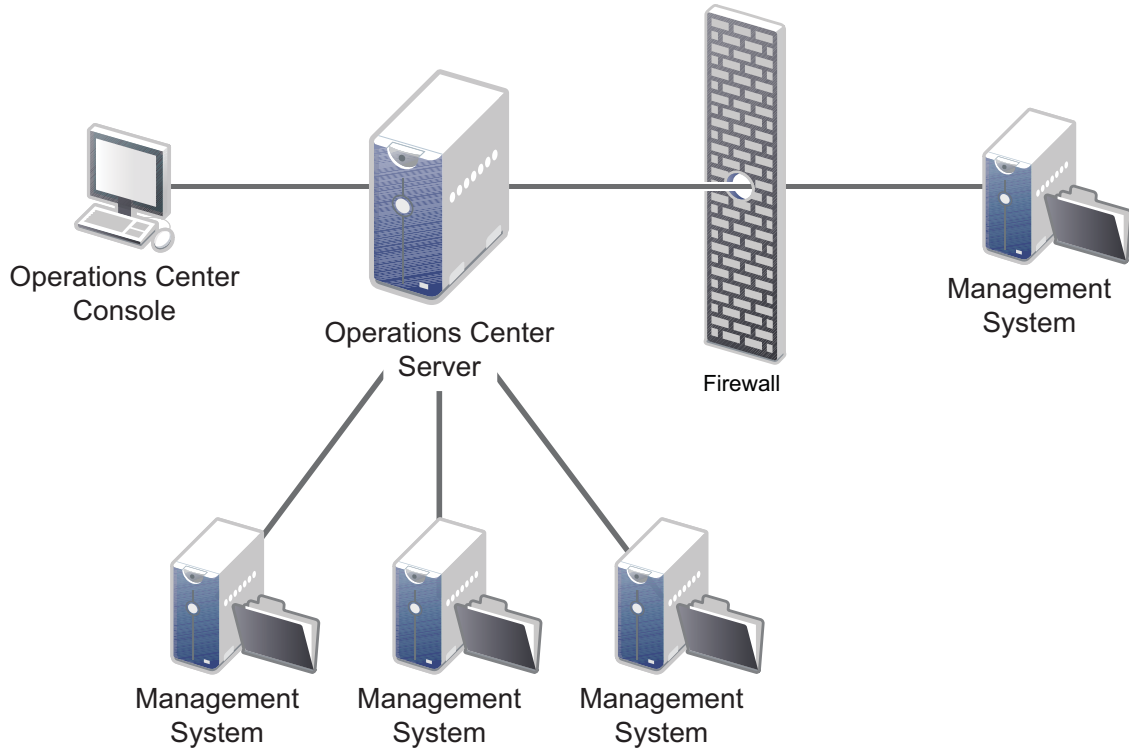 Operations Center
Console
Operations Center
Server
Firewall
Management
System
Management
System
Management
System
Management
System